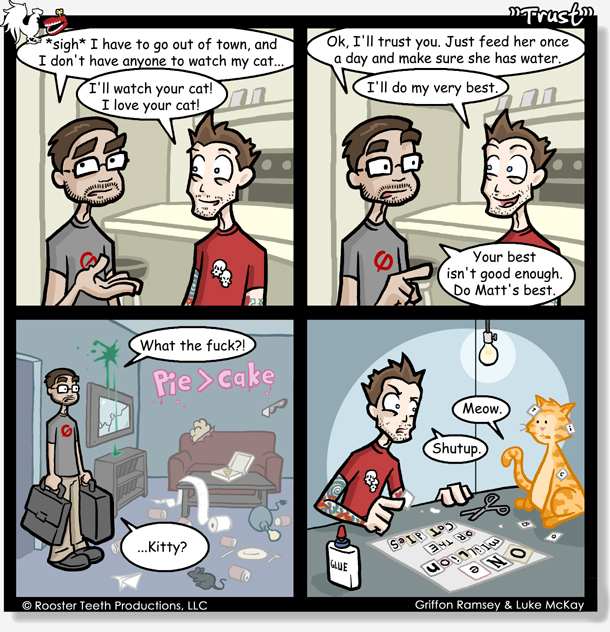 "Trust"
*sigh* I have to go out of town, and
I don't have anyone to watch my cat...
I'll watch your cat!
I love your cat!
Ok, I'll trust you. Just feed her once
a day and make sure she has water.
I'll do my very best.
Your best
isn't good enough.
Do Matt's best.
What the fuck?!
Pie > cake
...Kitty?
Meow.
Shutup.
GLUE
ONE
million
OR THE
CAT dies
© Rooster Teeth Productions, LLC
Griffon Ramsey & Luke McKay